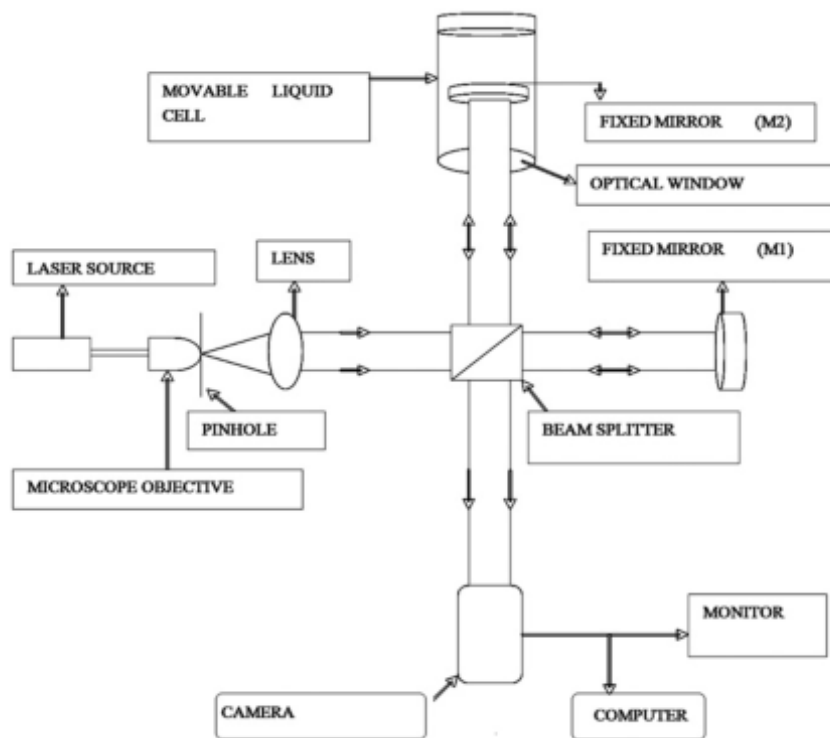 MOVABLE LIQUID
CELL
FIXED MIRROR (M2)
OPTICAL WINDOW
LASER SOURCE
LENS
FIXED MIRROR (M1)
PINHOLE
BEAM SPLITTER
MICROSCOPE OBJECTIVE
MONITOR
CAMERA
COMPUTER